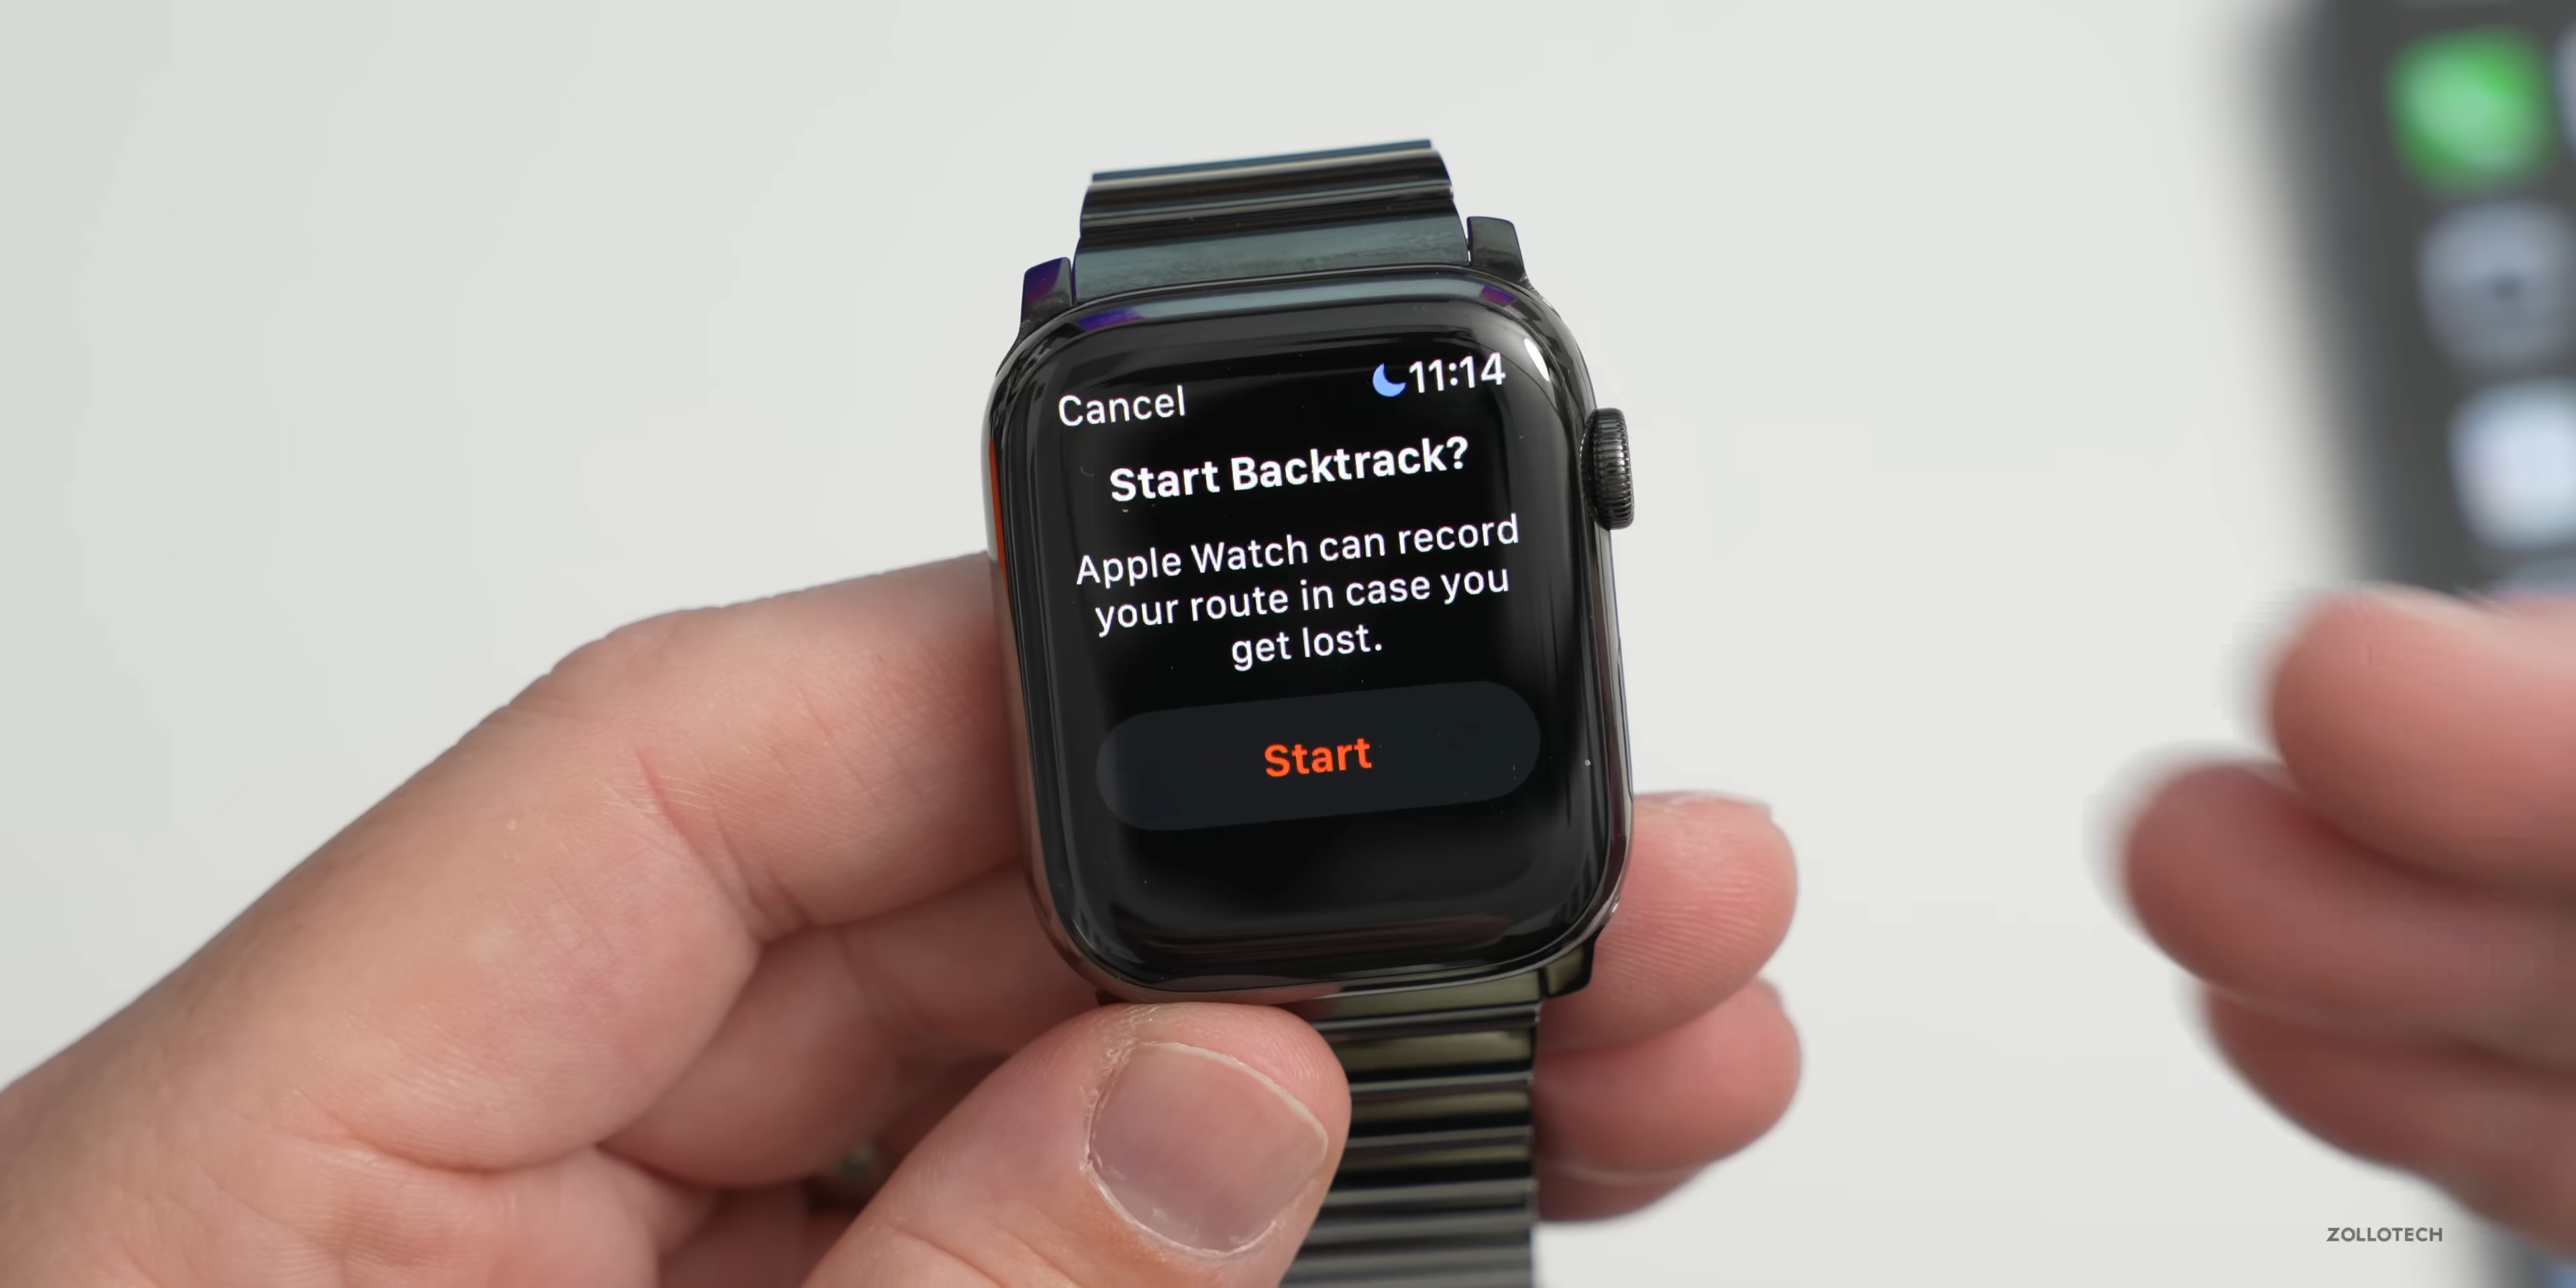 Cancel
11:14
Start Backtrack?
Apple Watch can record
your route in case you
get lost.
Start
ZOLLOTECH